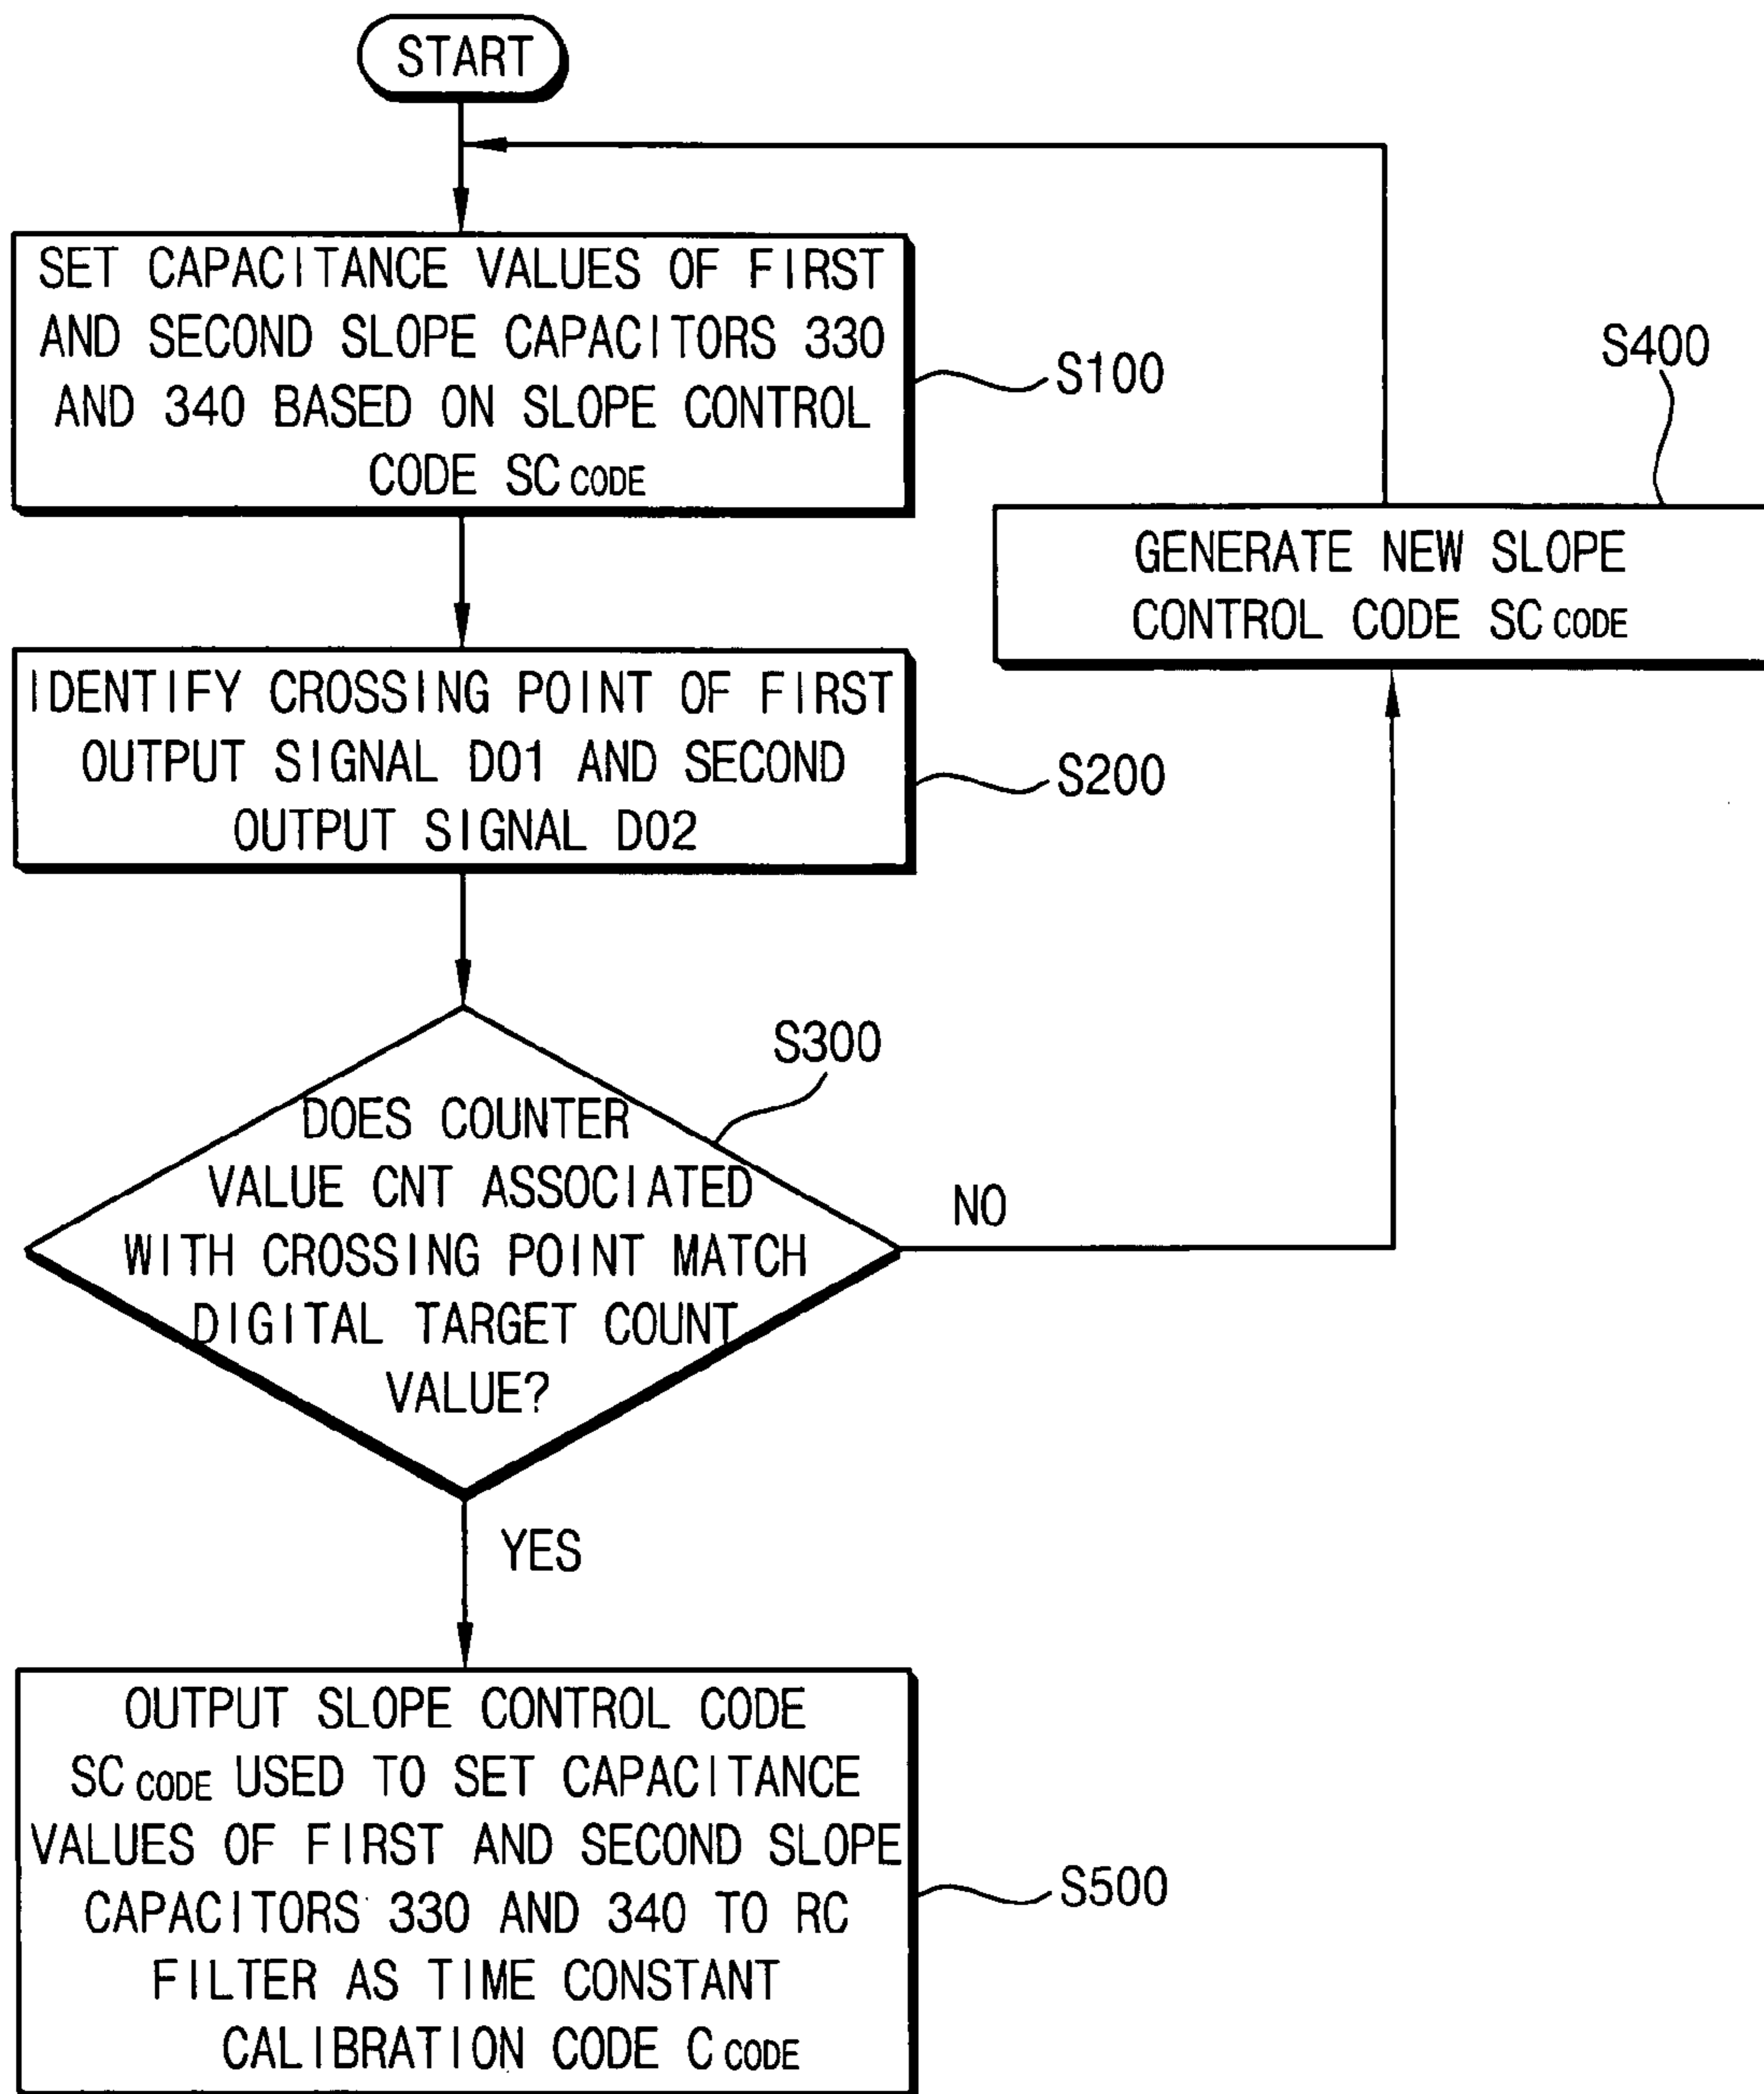 START
SET CAPACITANCE VALUES OF FIRST
AND SECOND SLOPE CAPACITORS 330
AND 340 BASED ON SLOPE CONTROL
CODE SC CODE
S100
S400
GENERATE NEW SLOPE
CONTROL CODE SC CODE
IDENTIFY CROSSING POINT OF FIRST
OUTPUT SIGNAL DO1 AND SECOND
OUTPUT SIGNAL DO2
S200
S300
DOES COUNTER
VALUE CNT ASSOCIATED
WITH CROSSING POINT MATCH
DIGITAL TARGET COUNT
VALUE?
NO
YES
OUTPUT SLOPE CONTROL CODE
SC CODE USED TO SET CAPACITANCE
VALUES OF FIRST AND SECOND SLOPE
CAPACITORS 330 AND 340 TO RC
FILTER AS TIME CONSTANT
CALIBRATION CODE C CODE
S500